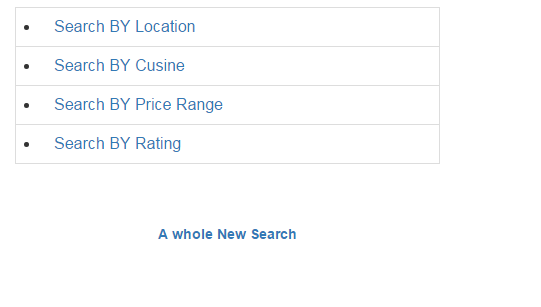 Search BY Location
Search BY Cusine
Search BY Price Range
Search BY Rating
A whole New Search